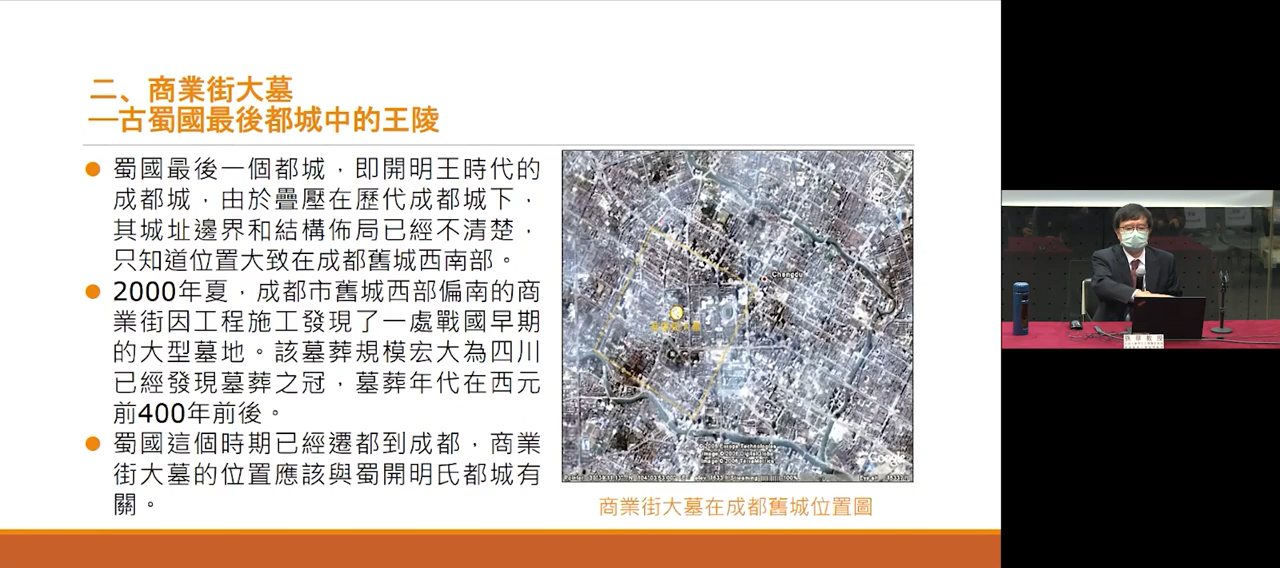 二、商業街大墓
—古蜀國最後都城中的王陵
● 蜀國最後一個都城，即開明王時代的
成都城，由於疊壓在歷代成都城下，
其城址邊界和結構佈局已經不清楚，
只知道位置大致在成都舊城西南部。
● 2000年夏，成都市舊城西部偏南的商
業街因工程施工發現了一處戰國早期
的大型墓地。該墓葬規模宏大為四川
已經發現墓葬之冠，墓葬年代在西元
前400年前後。
● 蜀國這個時期已經遷都到成都，商業
街大墓的位置應該與蜀開明氏都城有
關。
Chengdu
商業街大墓
Google
商業街大墓在成都舊城位置圖
教授